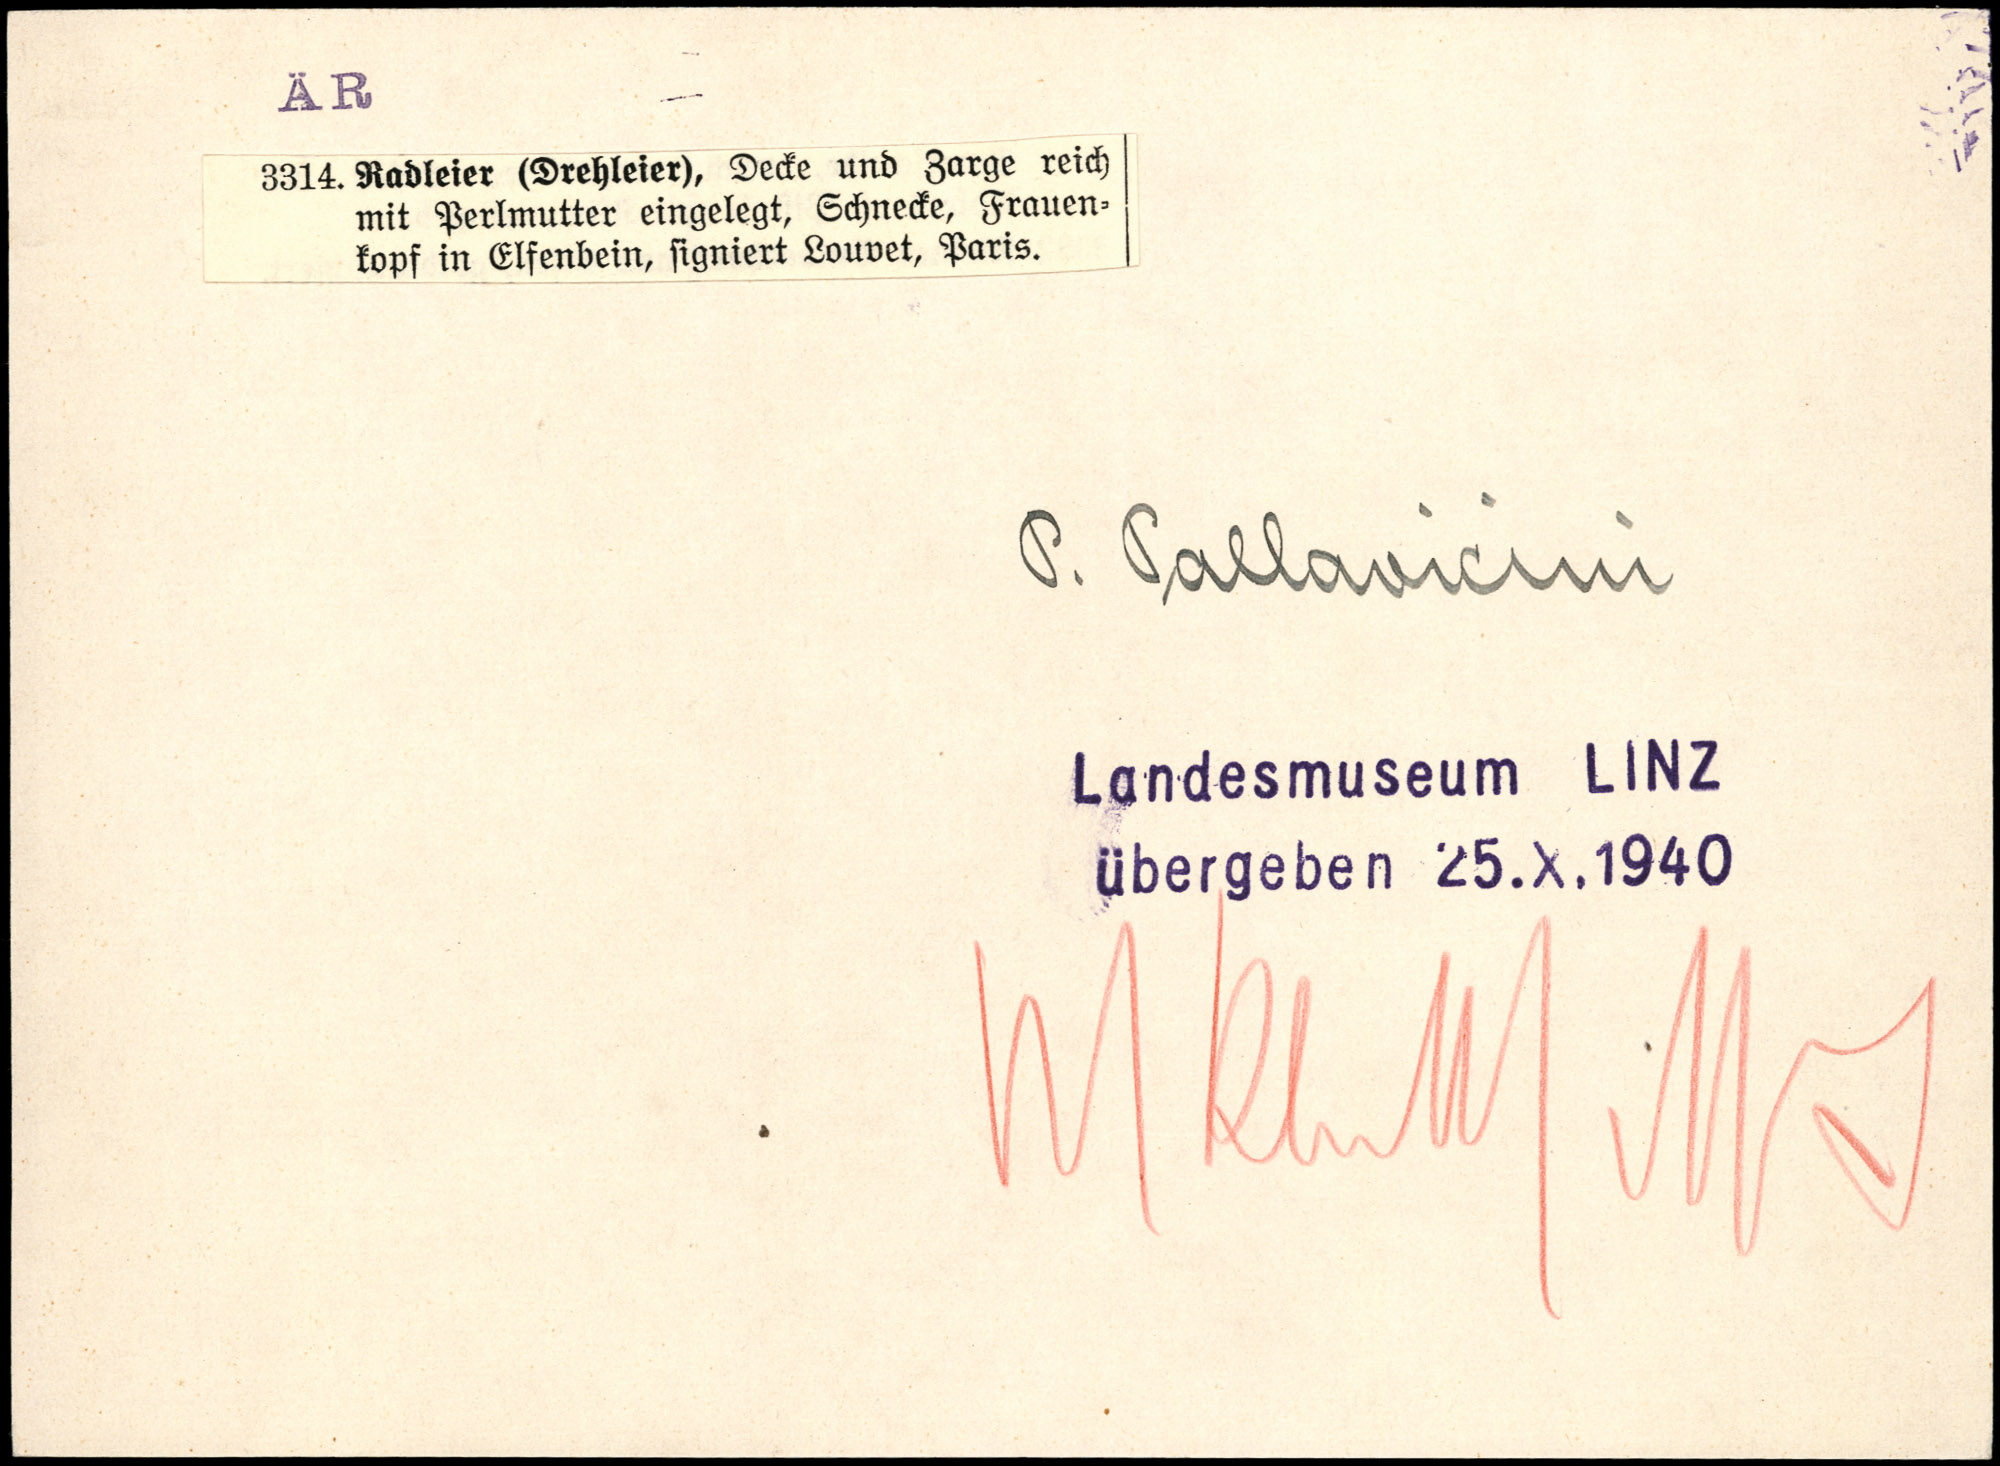 ÄR
3314. Radleier (Drehleier), Decke und Zarge reich
mit Perlmutter eingelegt, Schnecke, Frauen-
kopf in Elfenbein, signiert Louvet, Paris.
P. Pallavicini
Landesmuseum LINZ
übergeben 25.X.1940